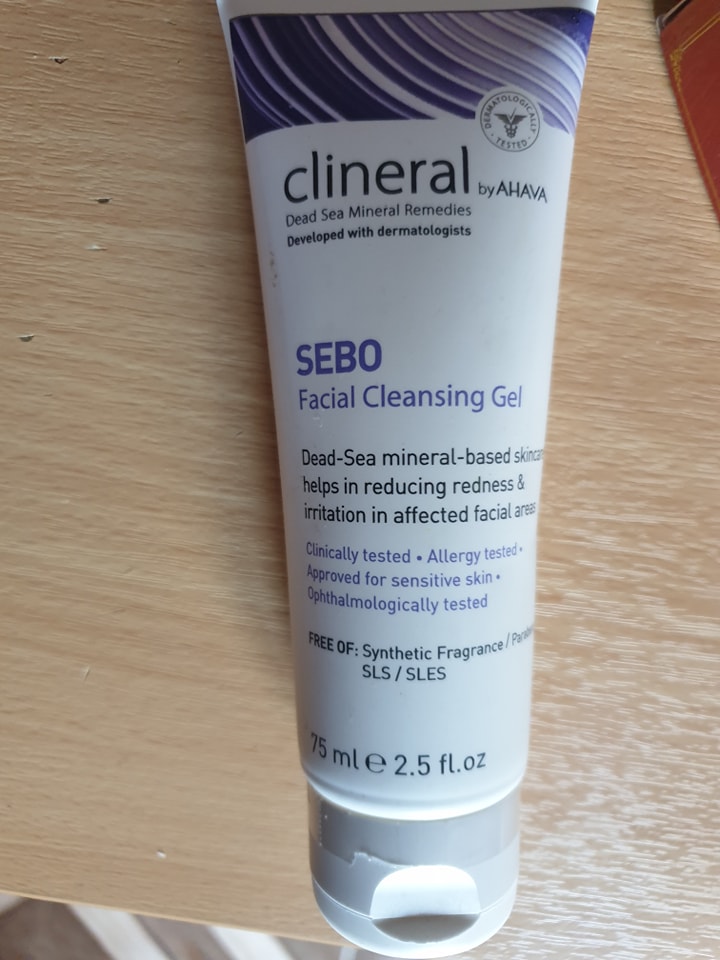 DERMATOLOGICALLY
• TESTED •
clineral by AHAVA
Dead Sea Mineral Remedies
Developed with dermatologists
SEBO
Facial Cleansing Gel
Dead-Sea mineral-based
helps in reducing redness &
irritation in affected facial areas
Clinically tested • Allergy tested •
Approved for sensitive skin •
Ophthalmologically tested
FREE OF: Synthetic Fragrance /
SLS / SLES
75 ml ℮ 2.5 fl.oz